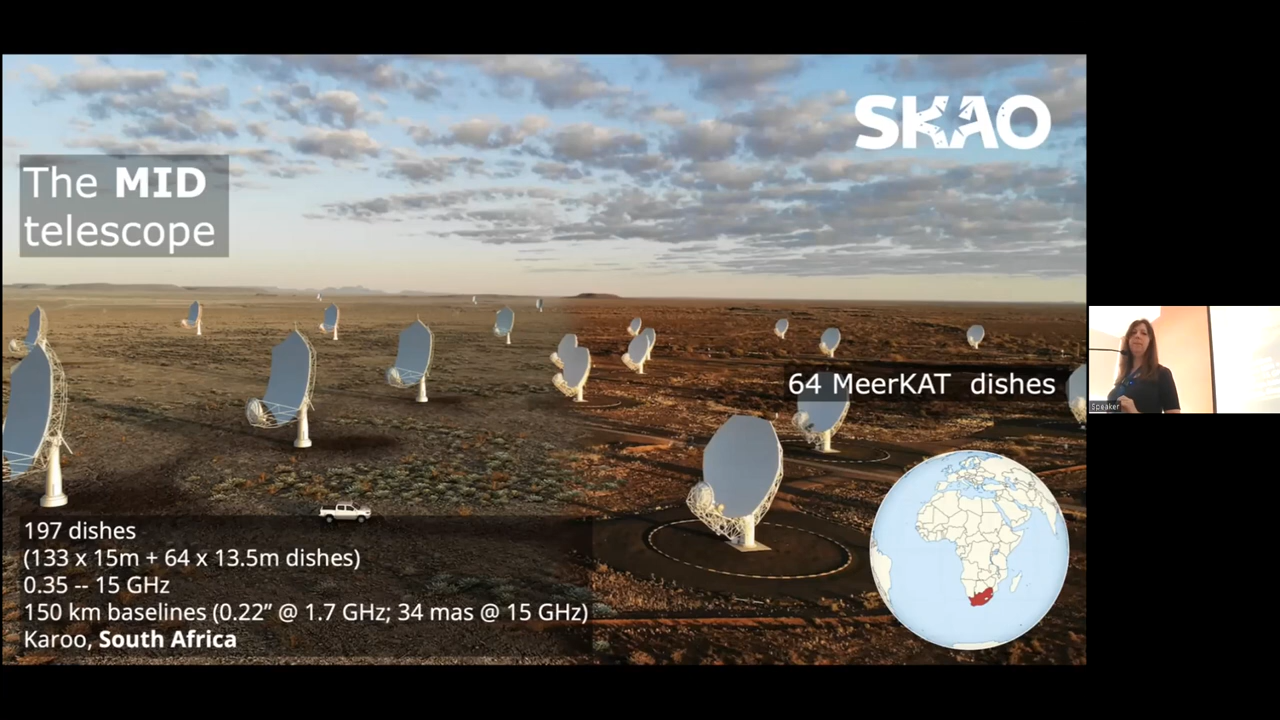 SKAO
The MID
telescope
64 MeerKAT dishes
Speaker
197 dishes
(133 x 15m + 64 x 13.5m dishes)
0.35 -- 15 GHz
150 km baselines (0.22” @ 1.7 GHz; 34 mas @ 15 GHz)
Karoo, South Africa